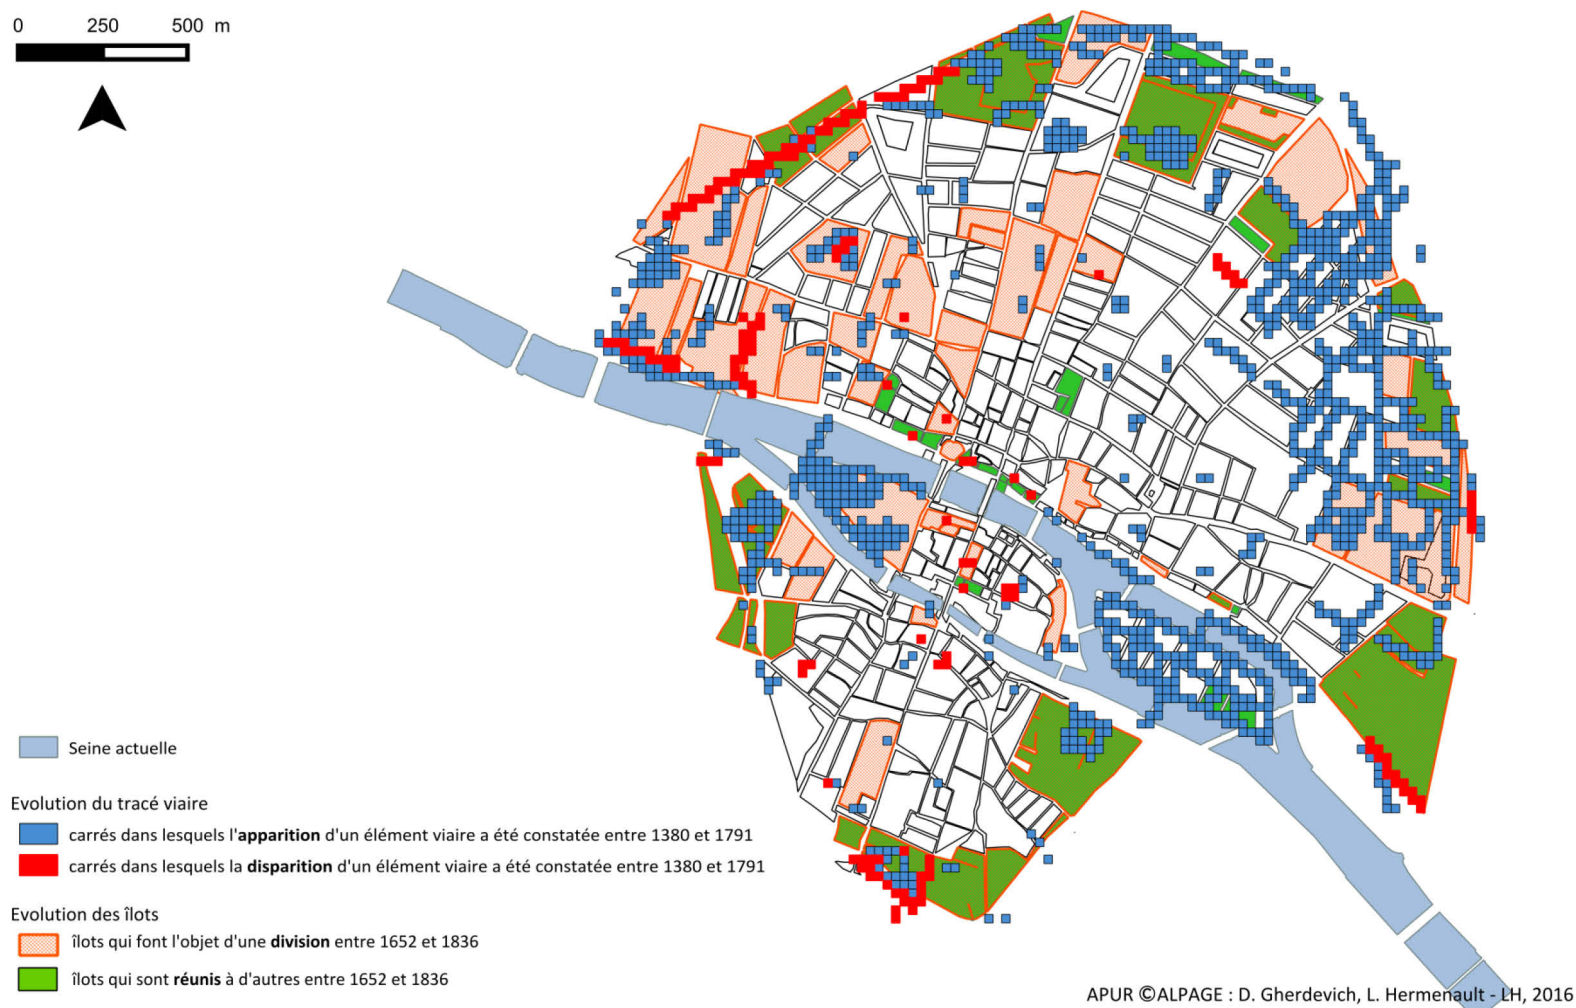 0 250 500 m
Seine actuelle
Evolution du tracé viaire
carrés dans lesquels l'apparition d'un élément viaire a été constatée entre 1380 et 1791
carrés dans lesquels la disparition d'un élément viaire a été constatée entre 1380 et 1791
Evolution des îlots
îlots qui font l'objet d'une division entre 1652 et 1836
îlots qui sont réunis à d'autres entre 1652 et 1836
APUR ©ALPAGE : D. Gherdevich, L. Hermenault - LH, 2016